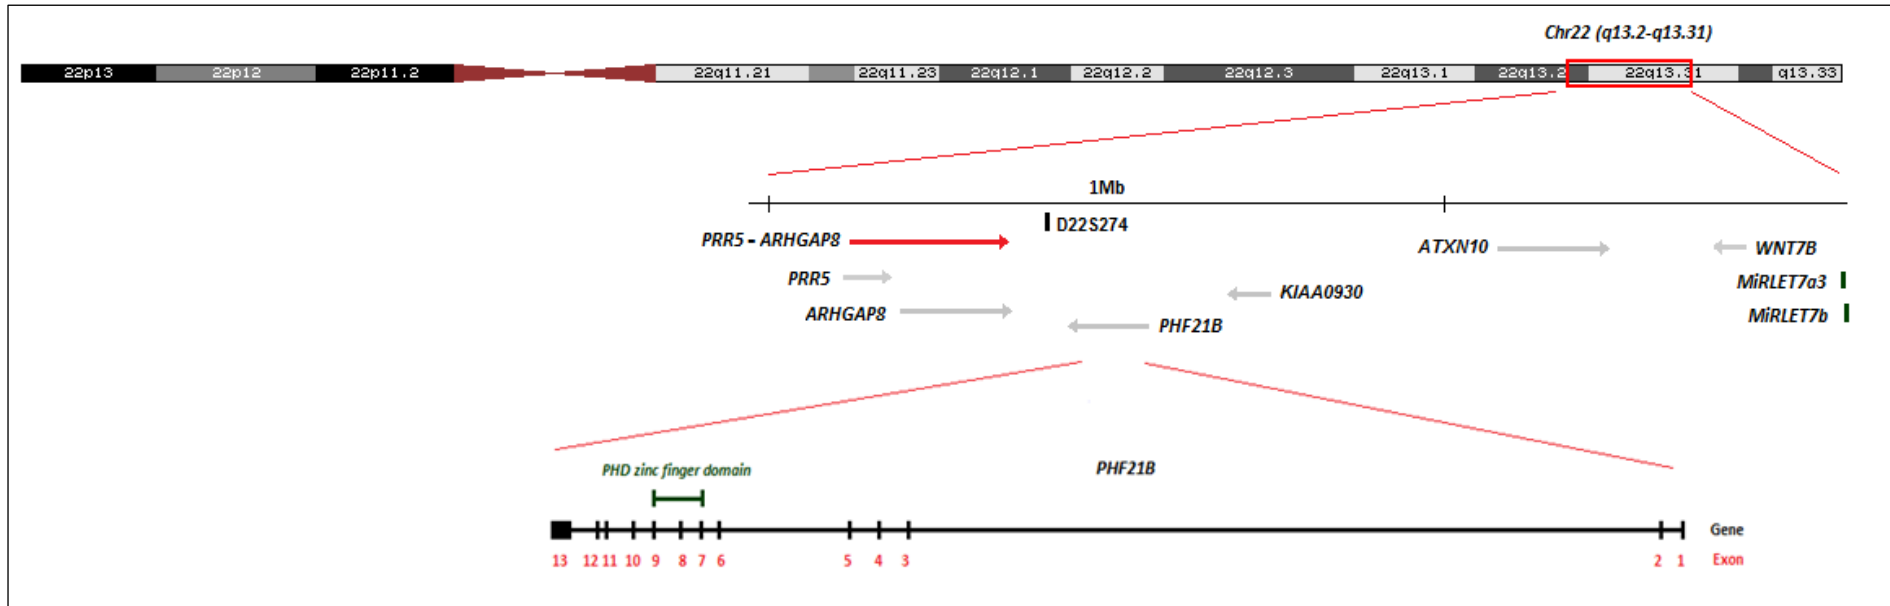 Chr22 (q13.2-q13.31)
22p13 22p12 22p11.2 22q11.21 22q11.23 22q12.1 22q12.2 22q12.3 22q13.1 22q13.2 22q13.31 q13.33
1Mb
D22S274
PRR5 - ARHGAP8
ATXN10
WNT7B
PRR5
MiRLET7a3
KIAA0930
ARHGAP8
MiRLET7b
PHF21B
PHD zinc finger domain
PHF21B
Gene
13 12 11 10 9 8 7 6 5 4 3 2 1 Exon